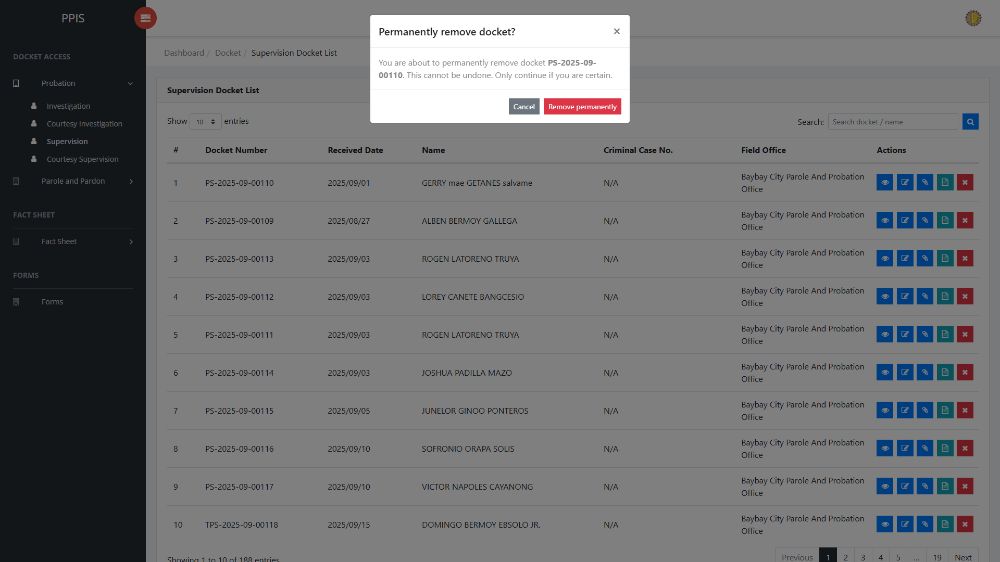 PPIS
DOCKET ACCESS
Probation
Investigation
Courtesy Investigation
Supervision
Courtesy Supervision
Parole and Pardon
FACT SHEET
Fact Sheet
FORMS
Forms
Permanently remove docket?
×
You are about to permanently remove docket PS-2025-09-
00110. This cannot be undone. Only continue if you are certain.
Cancel Remove permanently
Dashboard / Docket / Supervision Docket List
Supervision Docket List
Show 10 entries
Search: Search docket / name
# Docket Number Received Date Name Criminal Case No. Field Office Actions
1 PS-2025-09-00110 2025/09/01 GERRY mae GETANES salvame N/A Baybay City Parole And Probation
Office
2 PS-2025-09-00109 2025/08/27 ALBEN BERMOY GALLEGA N/A Baybay City Parole And Probation
Office
3 PS-2025-09-00113 2025/09/03 ROGEN LATORENO TRUYA N/A Baybay City Parole And Probation
Office
4 PS-2025-09-00112 2025/09/03 LOREY CANETE BANGCESIO N/A Baybay City Parole And Probation
Office
5 PS-2025-09-00111 2025/09/03 ROGEN LATORENO TRUYA N/A Baybay City Parole And Probation
Office
6 PS-2025-09-00114 2025/09/03 JOSHUA PADILLA MAZO N/A Baybay City Parole And Probation
Office
7 PS-2025-09-00115 2025/09/05 JUNELOR GINOO PONTEROS N/A Baybay City Parole And Probation
Office
8 PS-2025-09-00116 2025/09/10 SOFRONIO ORAPA SOLIS N/A Baybay City Parole And Probation
Office
9 PS-2025-09-00117 2025/09/10 VICTOR NAPOLES CAYANONG N/A Baybay City Parole And Probation
Office
10 TPS-2025-09-00118 2025/09/15 DOMINGO BERMOY EBSOLO JR. N/A Baybay City Parole And Probation
Office
Showing 1 to 10 of 188 entries
Previous 1 2 3 4 5 ... 19 Next